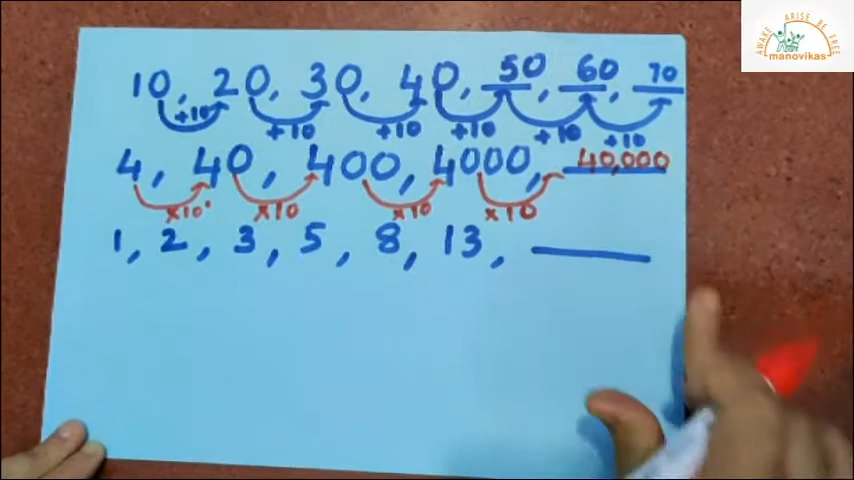 AWAKE ARISE BE FREE
manovikas
10, 20, 30, 40, 50, 60, 70
+10 +10 +10 +10 +10 +10
4, 40, 400, 4000, 40,000
×10 ×10 ×10 ×10
1, 2, 3, 5, 8, 13, ____